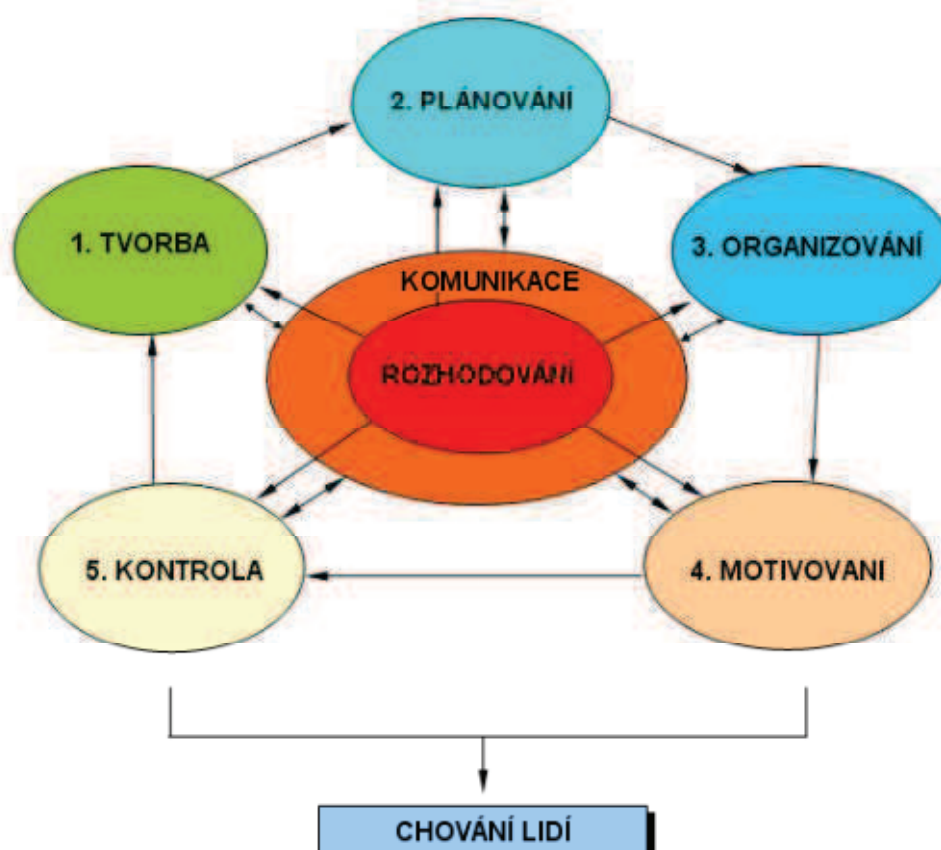 2. PLÁNOVÁNÍ
1. TVORBA
3. ORGANIZOVÁNÍ
KOMUNIKACE
ROZHODOVÁNÍ
5. KONTROLA
4. MOTIVOVANI
CHOVÁNÍ LIDÍ